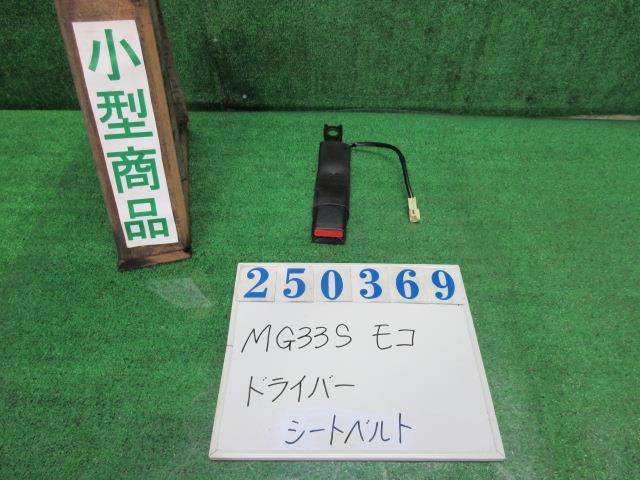 小型商品
250369
MG33S モコ
ドライバー
シートベルト